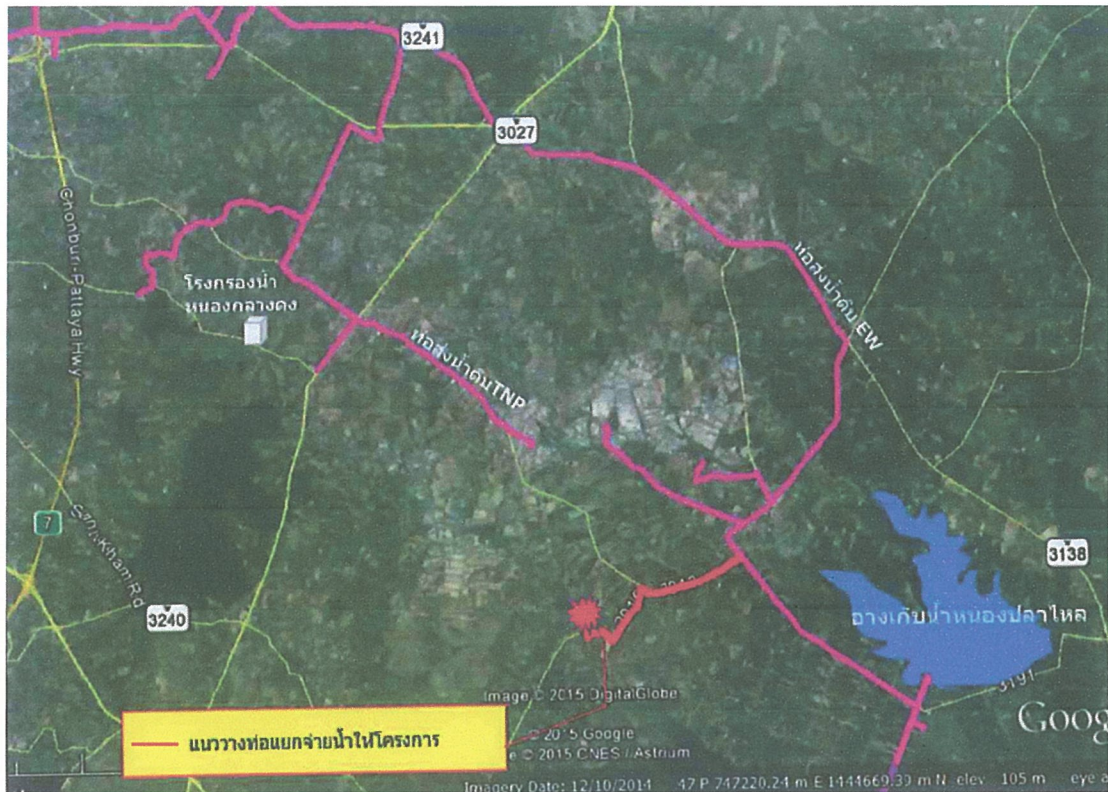 3241
3027
Chonburi-Pattaya Hwy
โรงกรองน้ำ
หนองกลางดง
ท่อส่งน้ำดิบ EW
ท่อส่งน้ำดิบTNP
7
3138
3240
อ่างเก็บน้ำหนองปลาไหล
3191
Image © 2015 DigitalGlobe
© 2015 Google
© 2015 CNES / Astrium
แนววางท่อแยกจ่ายน้ำให้โครงการ
Imagery Date: 12/10/2014 47 P 747220.24 m E 1444669.39 m N elev 105 m eye a
Goog